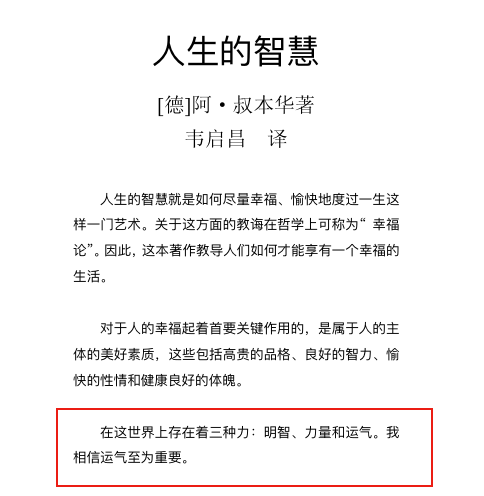 人生的智慧
[德]阿·叔本华著
韦启昌 译
人生的智慧就是如何尽量幸福、愉快地度过一生这
样一门艺术。关于这方面的教诲在哲学上可称为“ 幸福
论”。因此，这本著作教导人们如何才能享有一个幸福的
生活。
对于人的幸福起着首要关键作用的，是属于人的主
体的美好素质，这些包括高贵的品格、良好的智力、愉
快的性情和健康良好的体魄。
在这世界上存在着三种力：明智、力量和运气。我
相信运气至为重要。